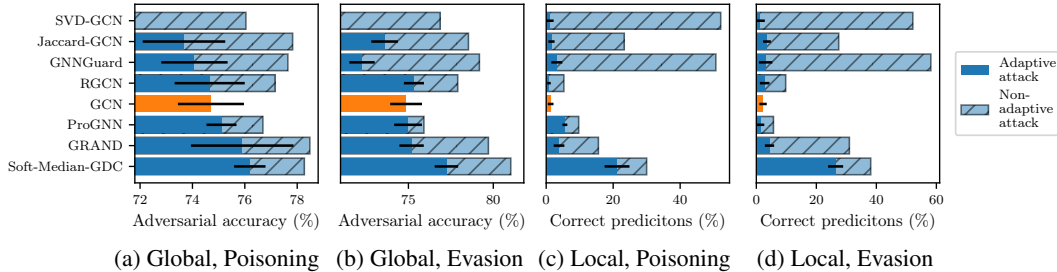 SVD-GCN
Jaccard-GCN
GNNGuard
RGCN
GCN
ProGNN
GRAND
Soft-Median-GDC
72 74 76 78
Adversarial accuracy (%)
75 80
Adversarial accuracy (%)
0 20 40
Correct predicitons (%)
0 20 40 60
Correct predicitons (%)
Adaptive
attack
Non-
adaptive
attack
(a) Global, Poisoning
(b) Global, Evasion
(c) Local, Poisoning
(d) Local, Evasion